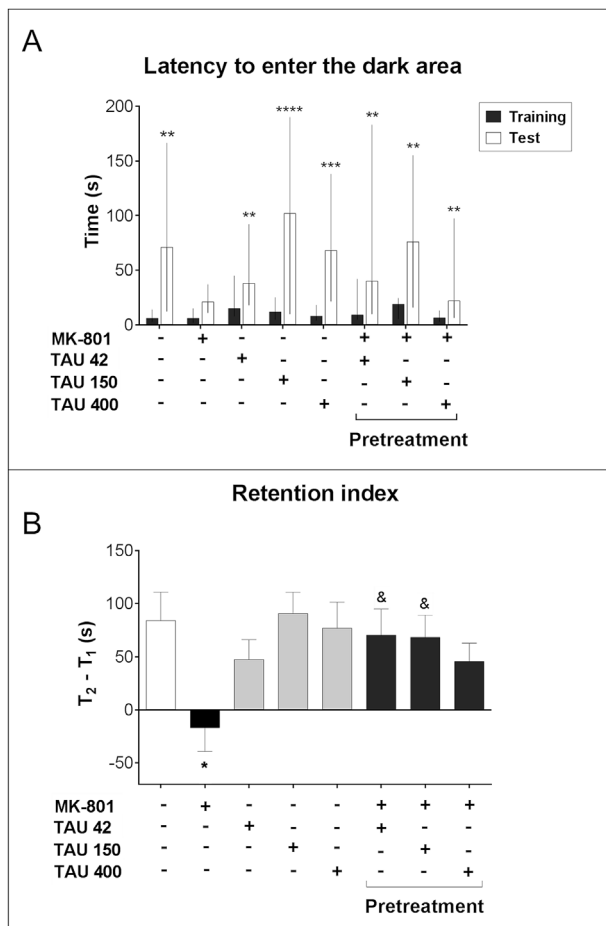 A
Latency to enter the dark area
200
150
100
50
0
Time (s)
Training
Test
** ** **** *** ** ** **
MK-801 - + - - - + + +
TAU 42 - - + - - + - -
TAU 150 - - - + - - + -
TAU 400 - - - - + - - +
Pretreatment
B
Retention index
150
100
50
0
-50
T2 - T1 (s)
& &
*
MK-801 - + - - - + + +
TAU 42 - - + - - + - -
TAU 150 - - - + - - + -
TAU 400 - - - - + - - +
Pretreatment